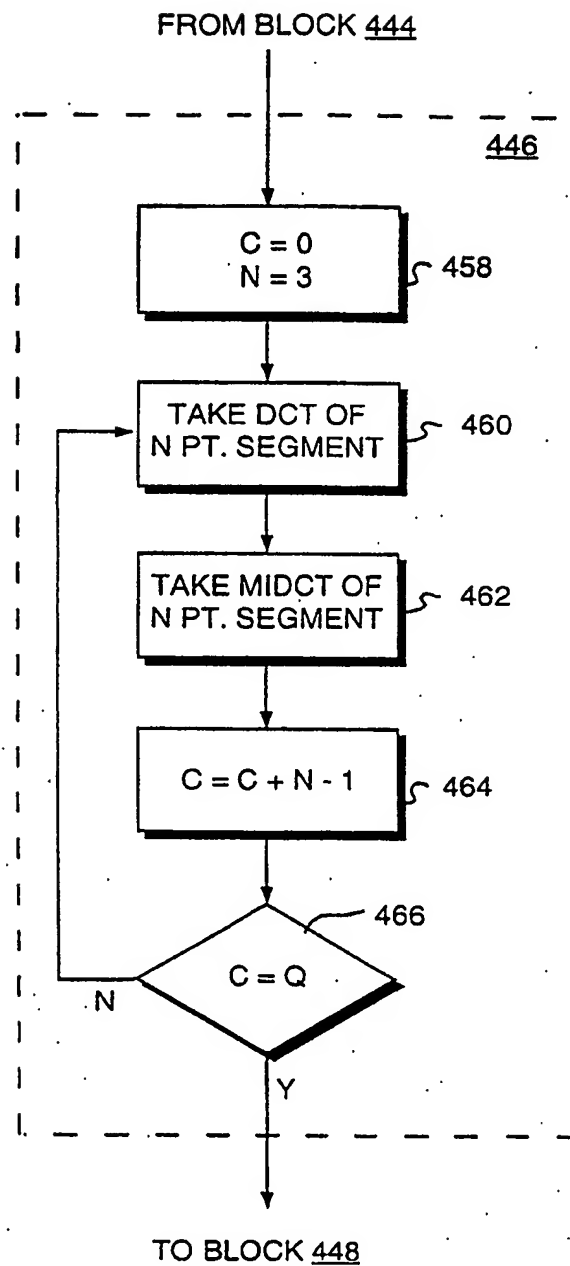 FROM BLOCK 444
446
C = 0
N = 3
458
TAKE DCT OF
N PT. SEGMENT
460
TAKE MIDCT OF
N PT. SEGMENT
462
C = C + N - 1
464
466
C = Q
N
Y
TO BLOCK 448